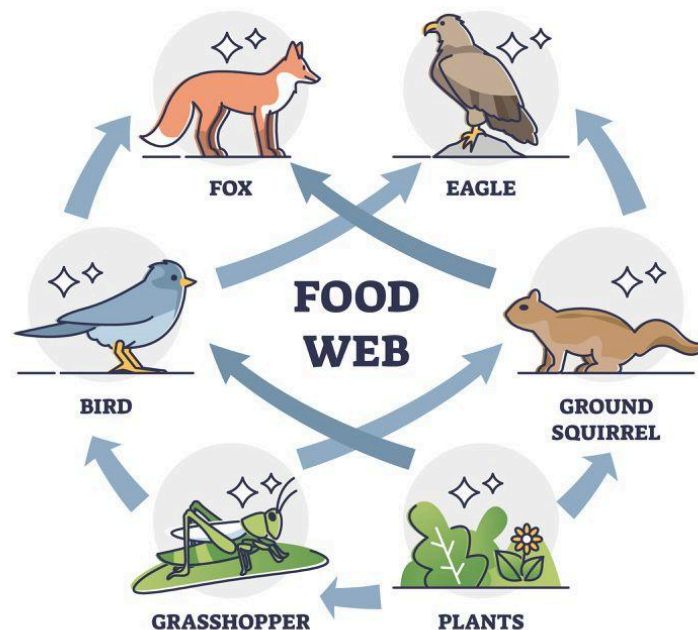 FOX
EAGLE
FOOD
WEB
BIRD
GROUND
SQUIRREL
GRASSHOPPER
PLANTS